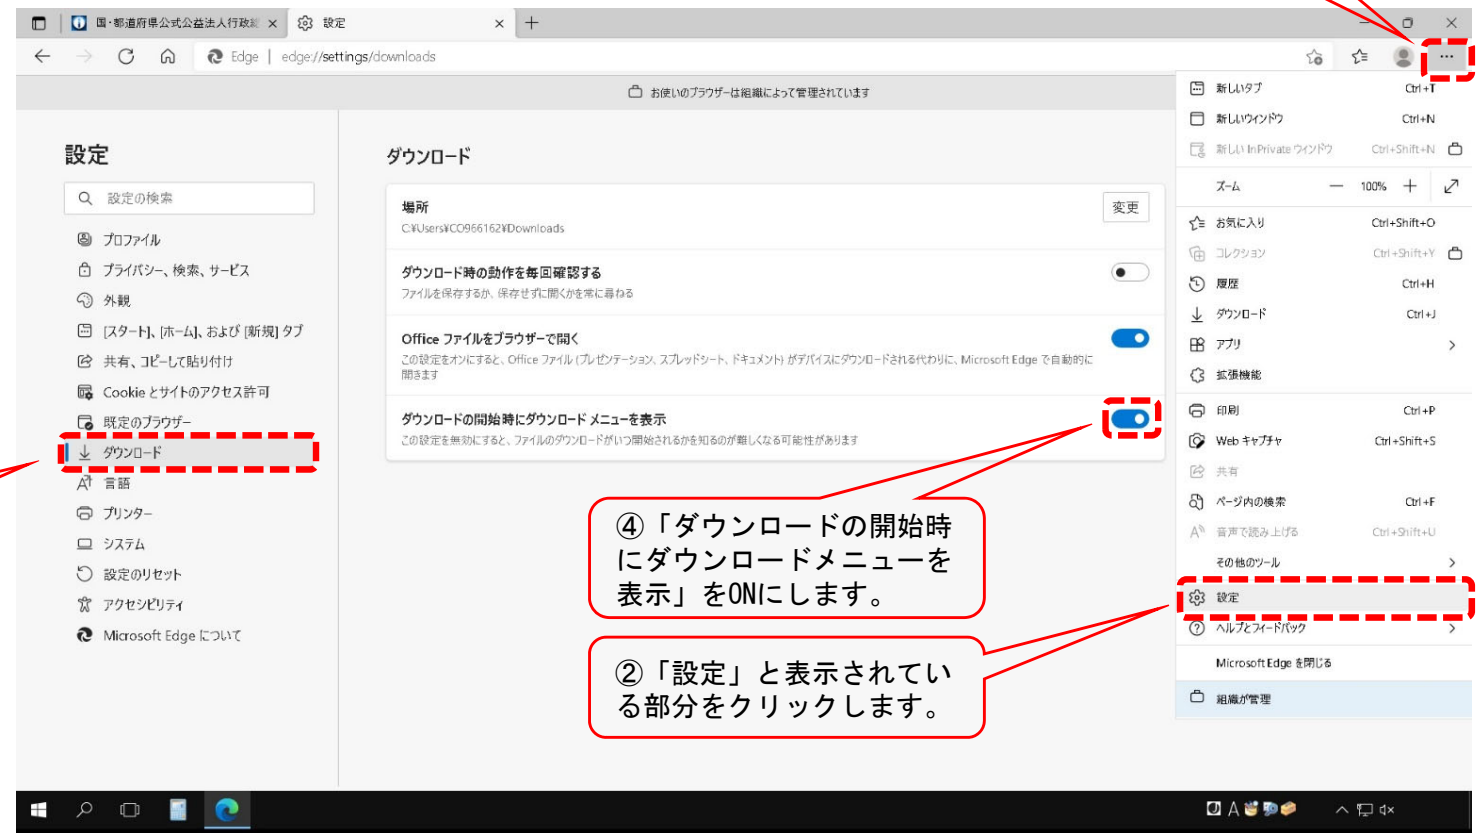 国・都道府県公式公益法人行政総
設定
Edge | edge://settings/downloads
お使いのブラウザーは組織によって管理されています
設定
設定の検索
プロファイル
プライバシー、検索、サービス
外観
[スタート]、[ホーム]、および [新規] タブ
共有、コピーして貼り付け
Cookie とサイトのアクセス許可
既定のブラウザー
ダウンロード
言語
プリンター
システム
設定のリセット
アクセシビリティ
Microsoft Edge について
ダウンロード
場所
C:¥Users¥CO966162¥Downloads
変更
ダウンロード時の動作を毎回確認する
ファイルを保存するか、保存せずに開くかを常に尋ねる
Office ファイルをブラウザーで開く
この設定をオンにすると、Office ファイル (プレゼンテーション、スプレッドシート、ドキュメント) がデバイスにダウンロードされる代わりに、Microsoft Edge で自動的に
開きます
ダウンロードの開始時にダウンロード メニューを表示
この設定を無効にすると、ファイルのダウンロードがいつ開始されるかを知るのが難しくなる可能性があります
④「ダウンロードの開始時
にダウンロードメニューを
表示」をONにします。
②「設定」と表示されてい
る部分をクリックします。
新しいタブ Ctrl+T
新しいウィンドウ Ctrl+N
新しい InPrivate ウィンドウ Ctrl+Shift+N
ズーム 100%
お気に入り Ctrl+Shift+O
コレクション Ctrl+Shift+Y
履歴 Ctrl+H
ダウンロード Ctrl+J
アプリ
拡張機能
印刷 Ctrl+P
Web キャプチャ Ctrl+Shift+S
共有
ページ内の検索 Ctrl+F
音声で読み上げる Ctrl+Shift+U
その他のツール
設定
ヘルプとフィードバック
Microsoft Edge を閉じる
組織が管理
A